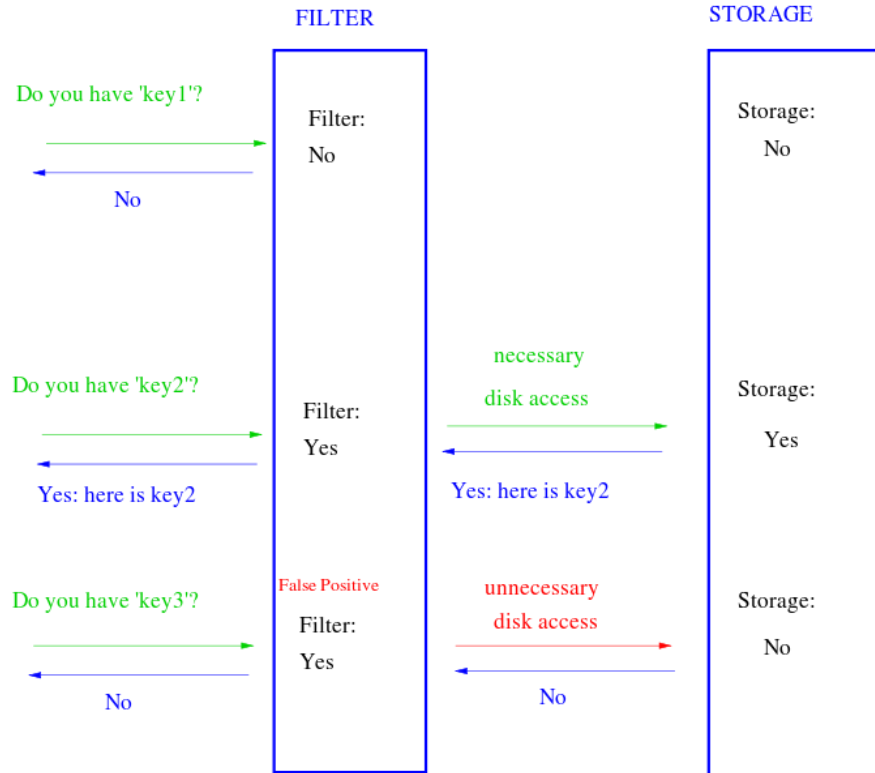 FILTER
STORAGE
Do you have 'key1'?
Filter:
No
Storage:
No
No
Do you have 'key2'?
Filter:
Yes
necessary
disk access
Storage:
Yes
Yes: here is key2
Yes: here is key2
Do you have 'key3'?
False Positive
Filter:
Yes
unnecessary
disk access
Storage:
No
No
No